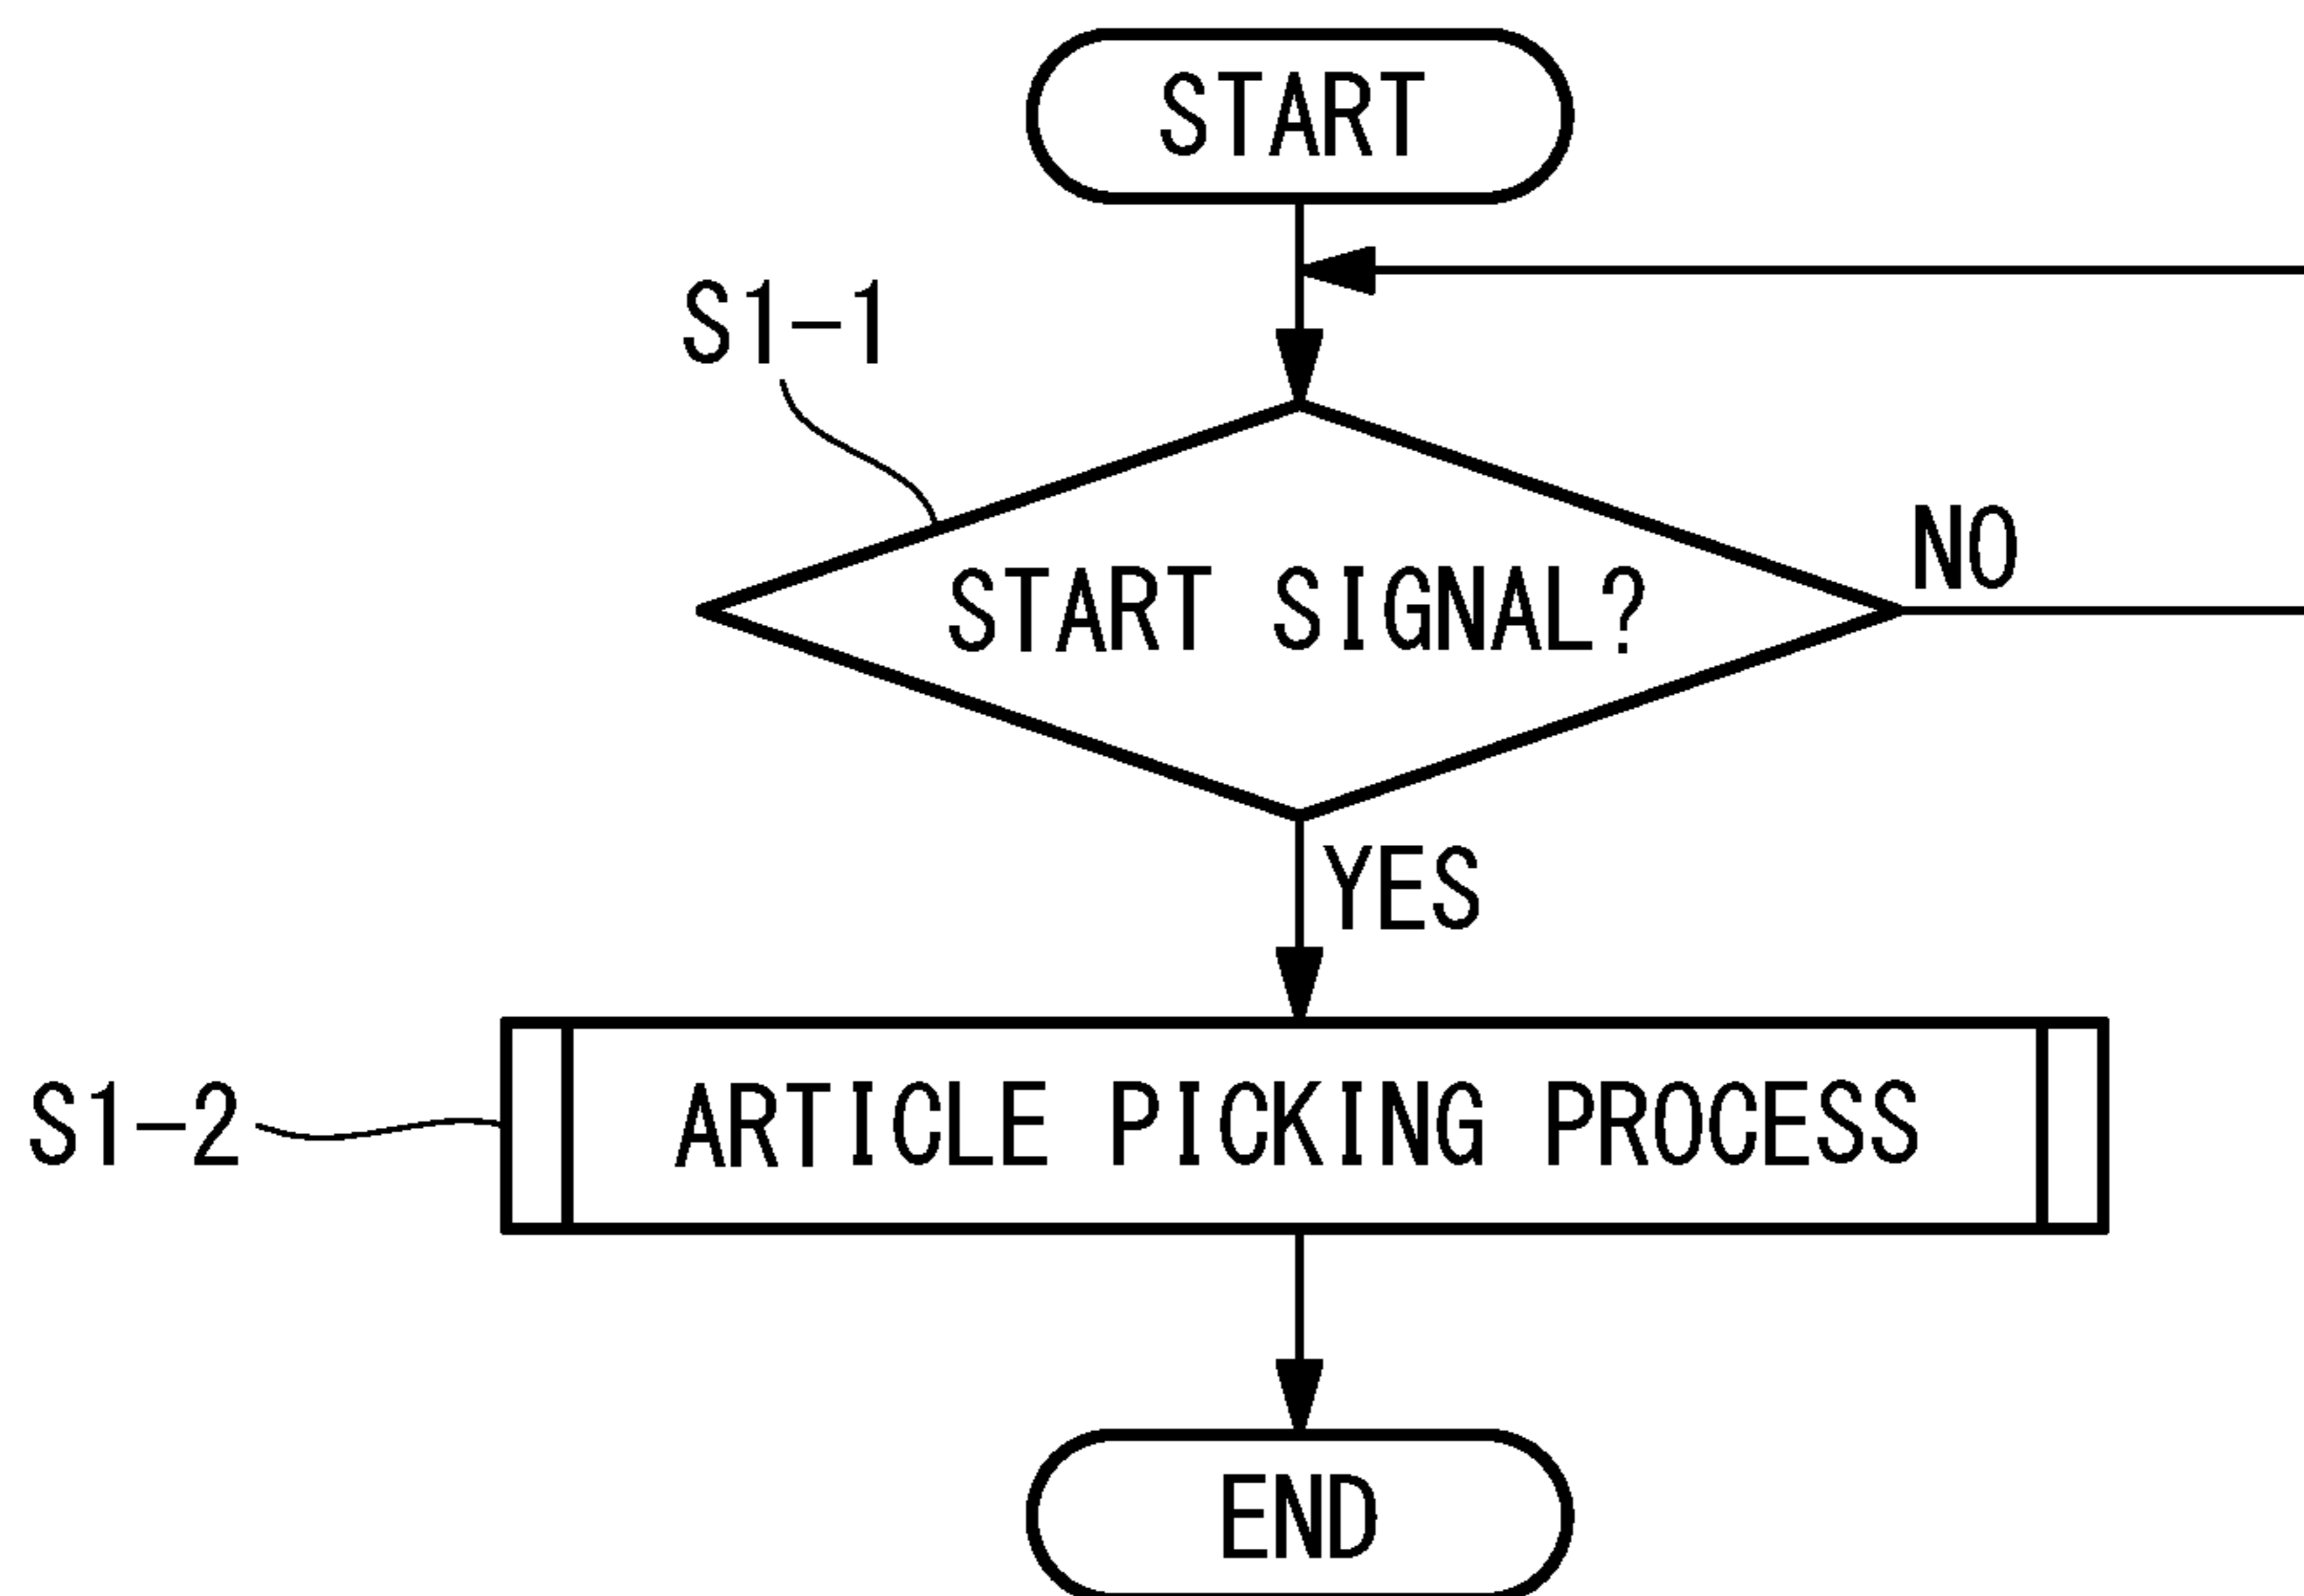 START
S1-1
START SIGNAL?
NO
YES
S1-2
ARTICLE PICKING PROCESS
END